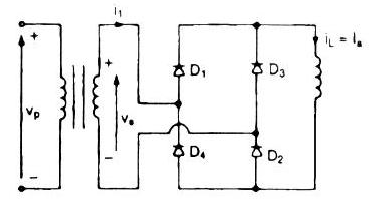 +
i₁
iL = Ia
+
D₁
D₃
vp
vs
−
D₄
D₂
−